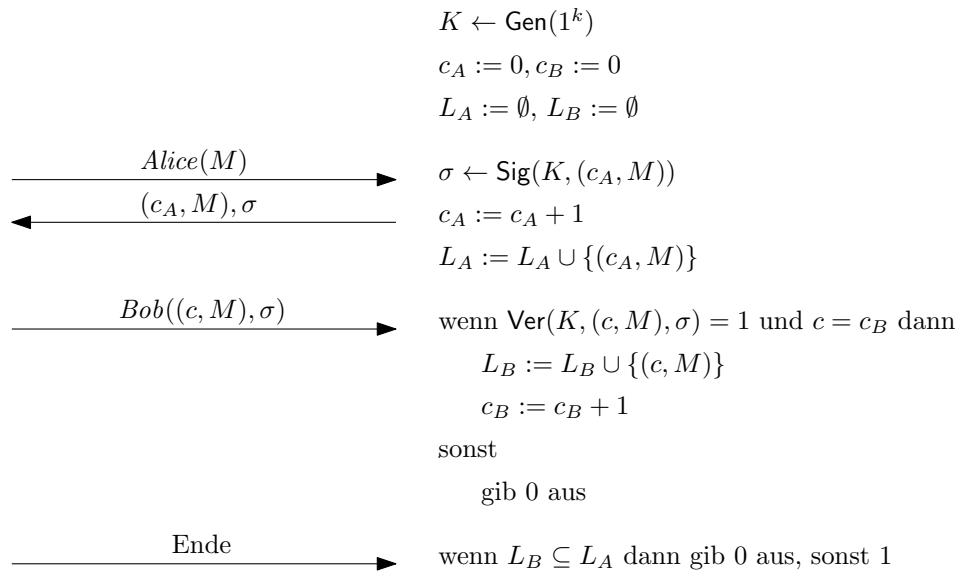 K ← Gen(1^k)
c_A := 0, c_B := 0
L_A := ∅, L_B := ∅
Alice(M)
σ ← Sig(K, (c_A, M))
(c_A, M), σ
c_A := c_A + 1
L_A := L_A ∪ {(c_A, M)}
Bob((c, M), σ)
wenn Ver(K, (c, M), σ) = 1 und c = c_B dann
L_B := L_B ∪ {(c, M)}
c_B := c_B + 1
sonst
gib 0 aus
Ende
wenn L_B ⊆ L_A dann gib 0 aus, sonst 1